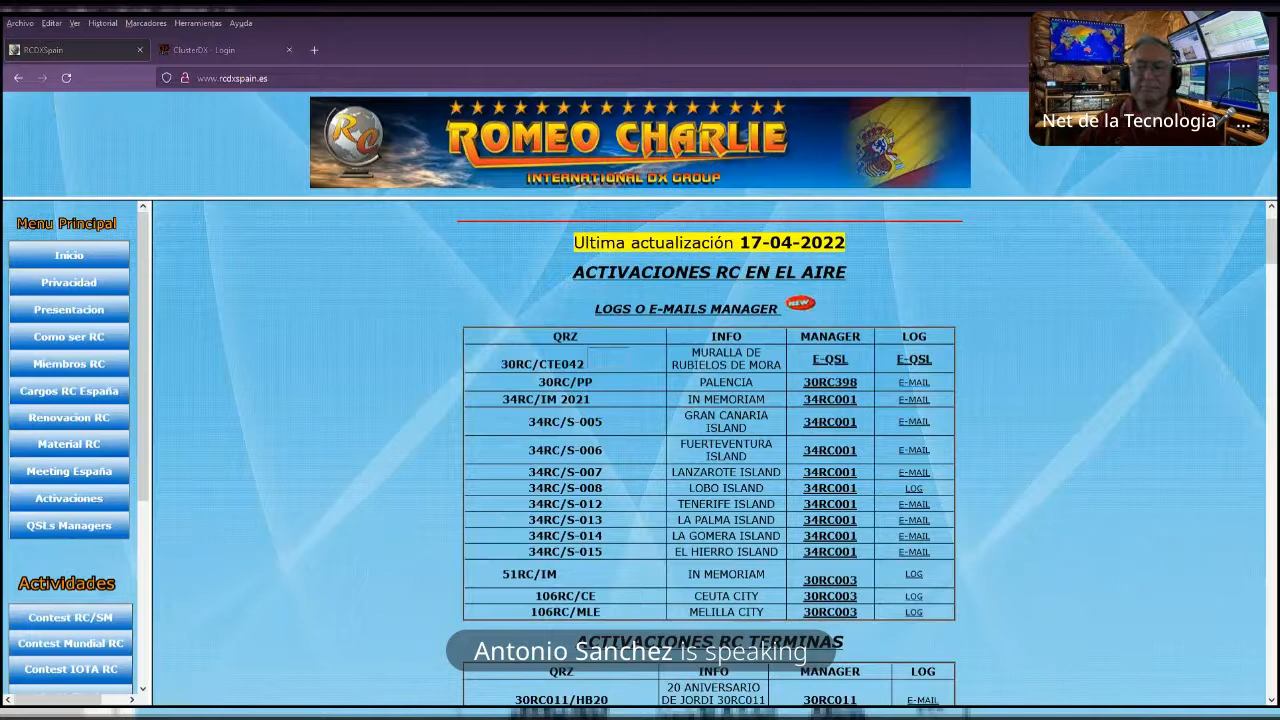 Archivo Editar Ver Historial Marcadores Herramientas Ayuda
RCDXSpain
ClusterDX - Login
www.rcdxspain.es
Net de la Tecnologia ...
RC
ROMEO CHARLIE
INTERNATIONAL DX GROUP
Menu Principal
Inicio
Privacidad
Presentacion
Como ser RC
Miembros RC
Cargos RC España
Renovacion RC
Material RC
Meeting España
Activaciones
QSLs Managers
Actividades
Contest RC/SM
Contest Mundial RC
Contest IOTA RC
Ultima actualización 17-04-2022
ACTIVACIONES RC EN EL AIRE
LOGS O E-MAILS MANAGER NEW
QRZ INFO MANAGER LOG
30RC/CTE042 MURALLA DE RUBIELOS DE MORA E-QSL E-QSL
30RC/PP PALENCIA 30RC398 E-MAIL
34RC/IM 2021 IN MEMORIAM 34RC001 E-MAIL
34RC/S-005 GRAN CANARIA ISLAND 34RC001 E-MAIL
34RC/S-006 FUERTEVENTURA ISLAND 34RC001 E-MAIL
34RC/S-007 LANZAROTE ISLAND 34RC001 E-MAIL
34RC/S-008 LOBO ISLAND 34RC001 LOG
34RC/S-012 TENERIFE ISLAND 34RC001 E-MAIL
34RC/S-013 LA PALMA ISLAND 34RC001 E-MAIL
34RC/S-014 LA GOMERA ISLAND 34RC001 E-MAIL
34RC/S-015 EL HIERRO ISLAND 34RC001 E-MAIL
51RC/IM IN MEMORIAM 30RC003 LOG
106RC/CE CEUTA CITY 30RC003 LOG
106RC/MLE MELILLA CITY 30RC003 LOG
ACTIVACIONES RC TERMINAS
Antonio Sanchez is speaking
QRZ INFO MANAGER LOG
30RC011/HB20 20 ANIVERSARIO DE JORDI 30RC011 30RC011 E-MAIL